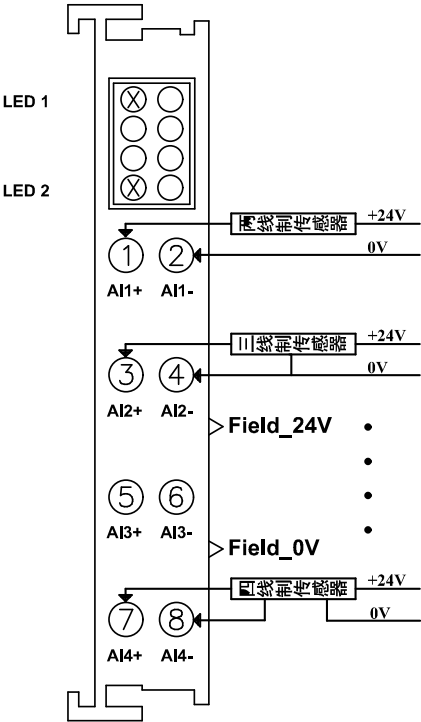 LED 1
LED 2
两线制传感器
+24V
0V
1
2
AI1+
AI1-
三线制传感器
+24V
0V
3
4
AI2+
AI2-
Field_24V
5
6
AI3+
AI3-
Field_0V
四线制传感器
+24V
0V
7
8
AI4+
AI4-